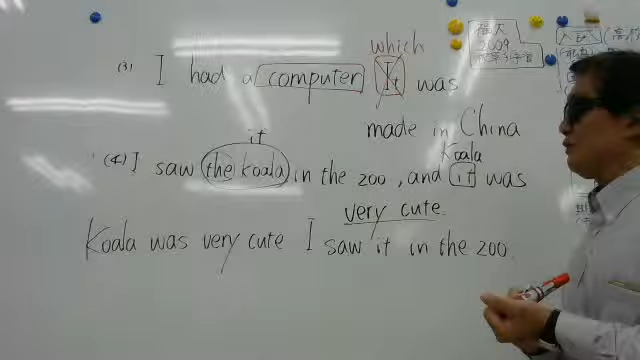 which
(3) I had a computer It was
made in China
it
Koala
(4) I saw the koala in the zoo, and it was
very cute.
Koala was very cute I saw it in the zoo.
2009